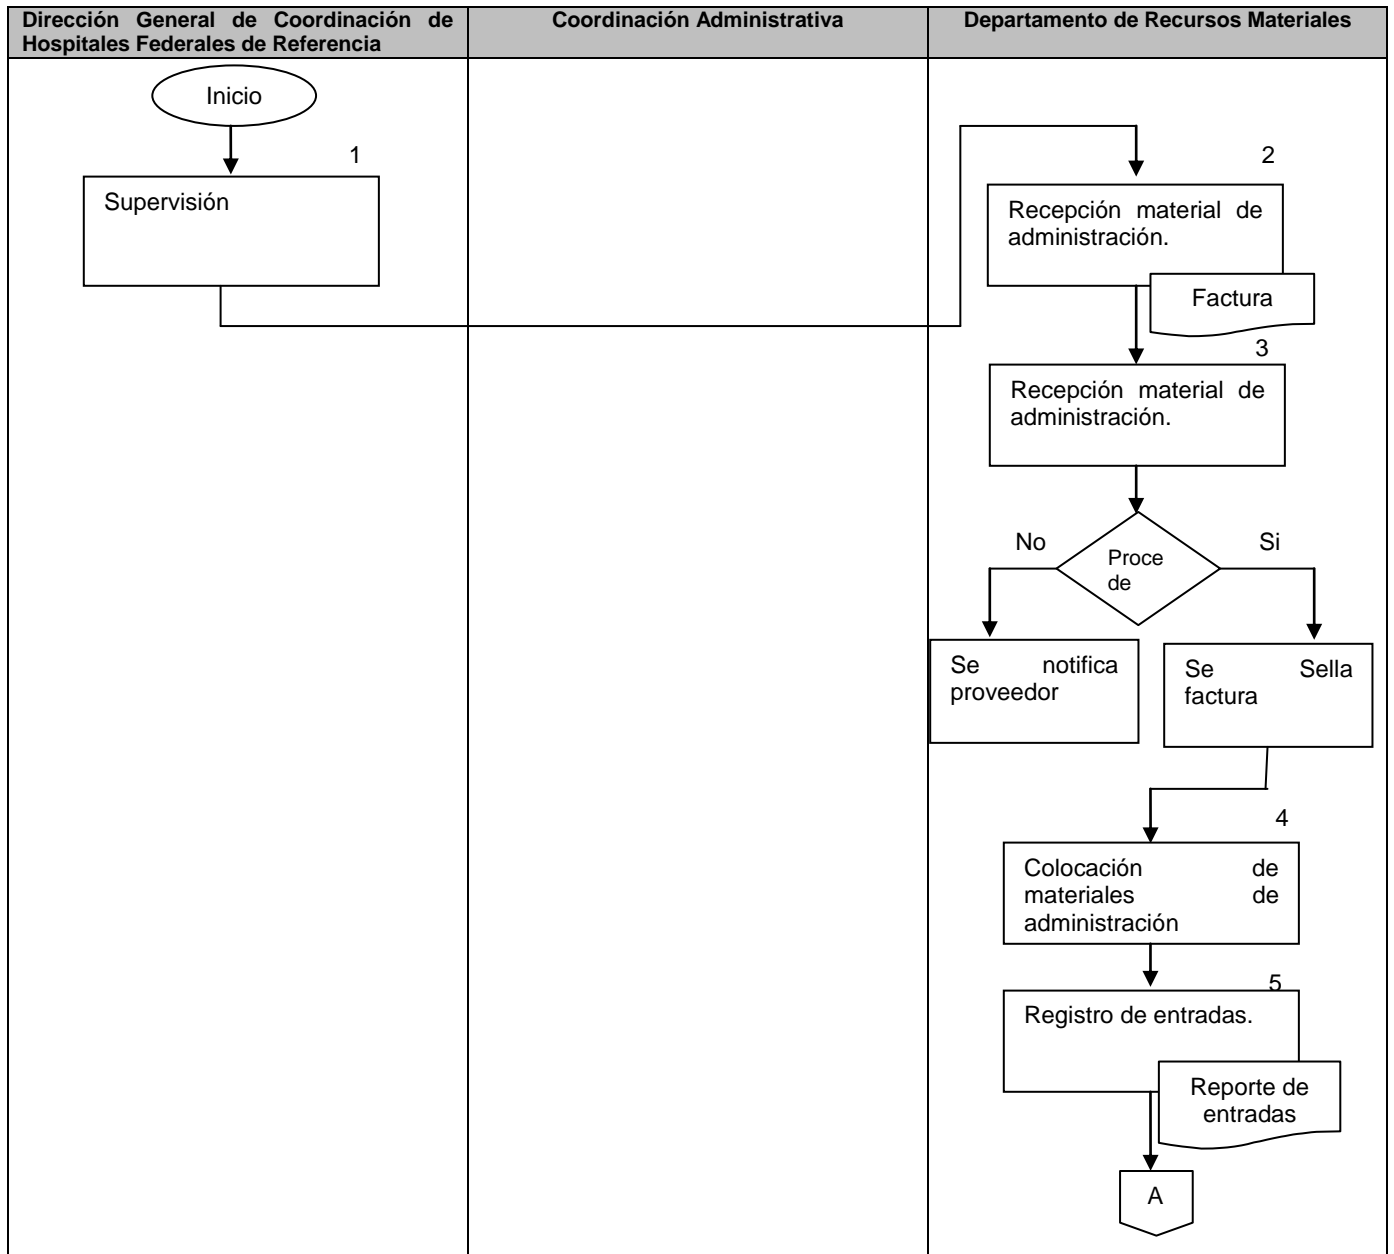 Dirección General de Coordinación de
Hospitales Federales de Referencia
Coordinación Administrativa
Departamento de Recursos Materiales
Inicio
1
Supervisión
2
Recepción material de
administración.
Factura
3
Recepción material de
administración.
No
Proce
de
Si
Se notifica
proveedor
Se Sella
factura
4
Colocación de
materiales de
administración
5
Registro de entradas.
Reporte de
entradas
A